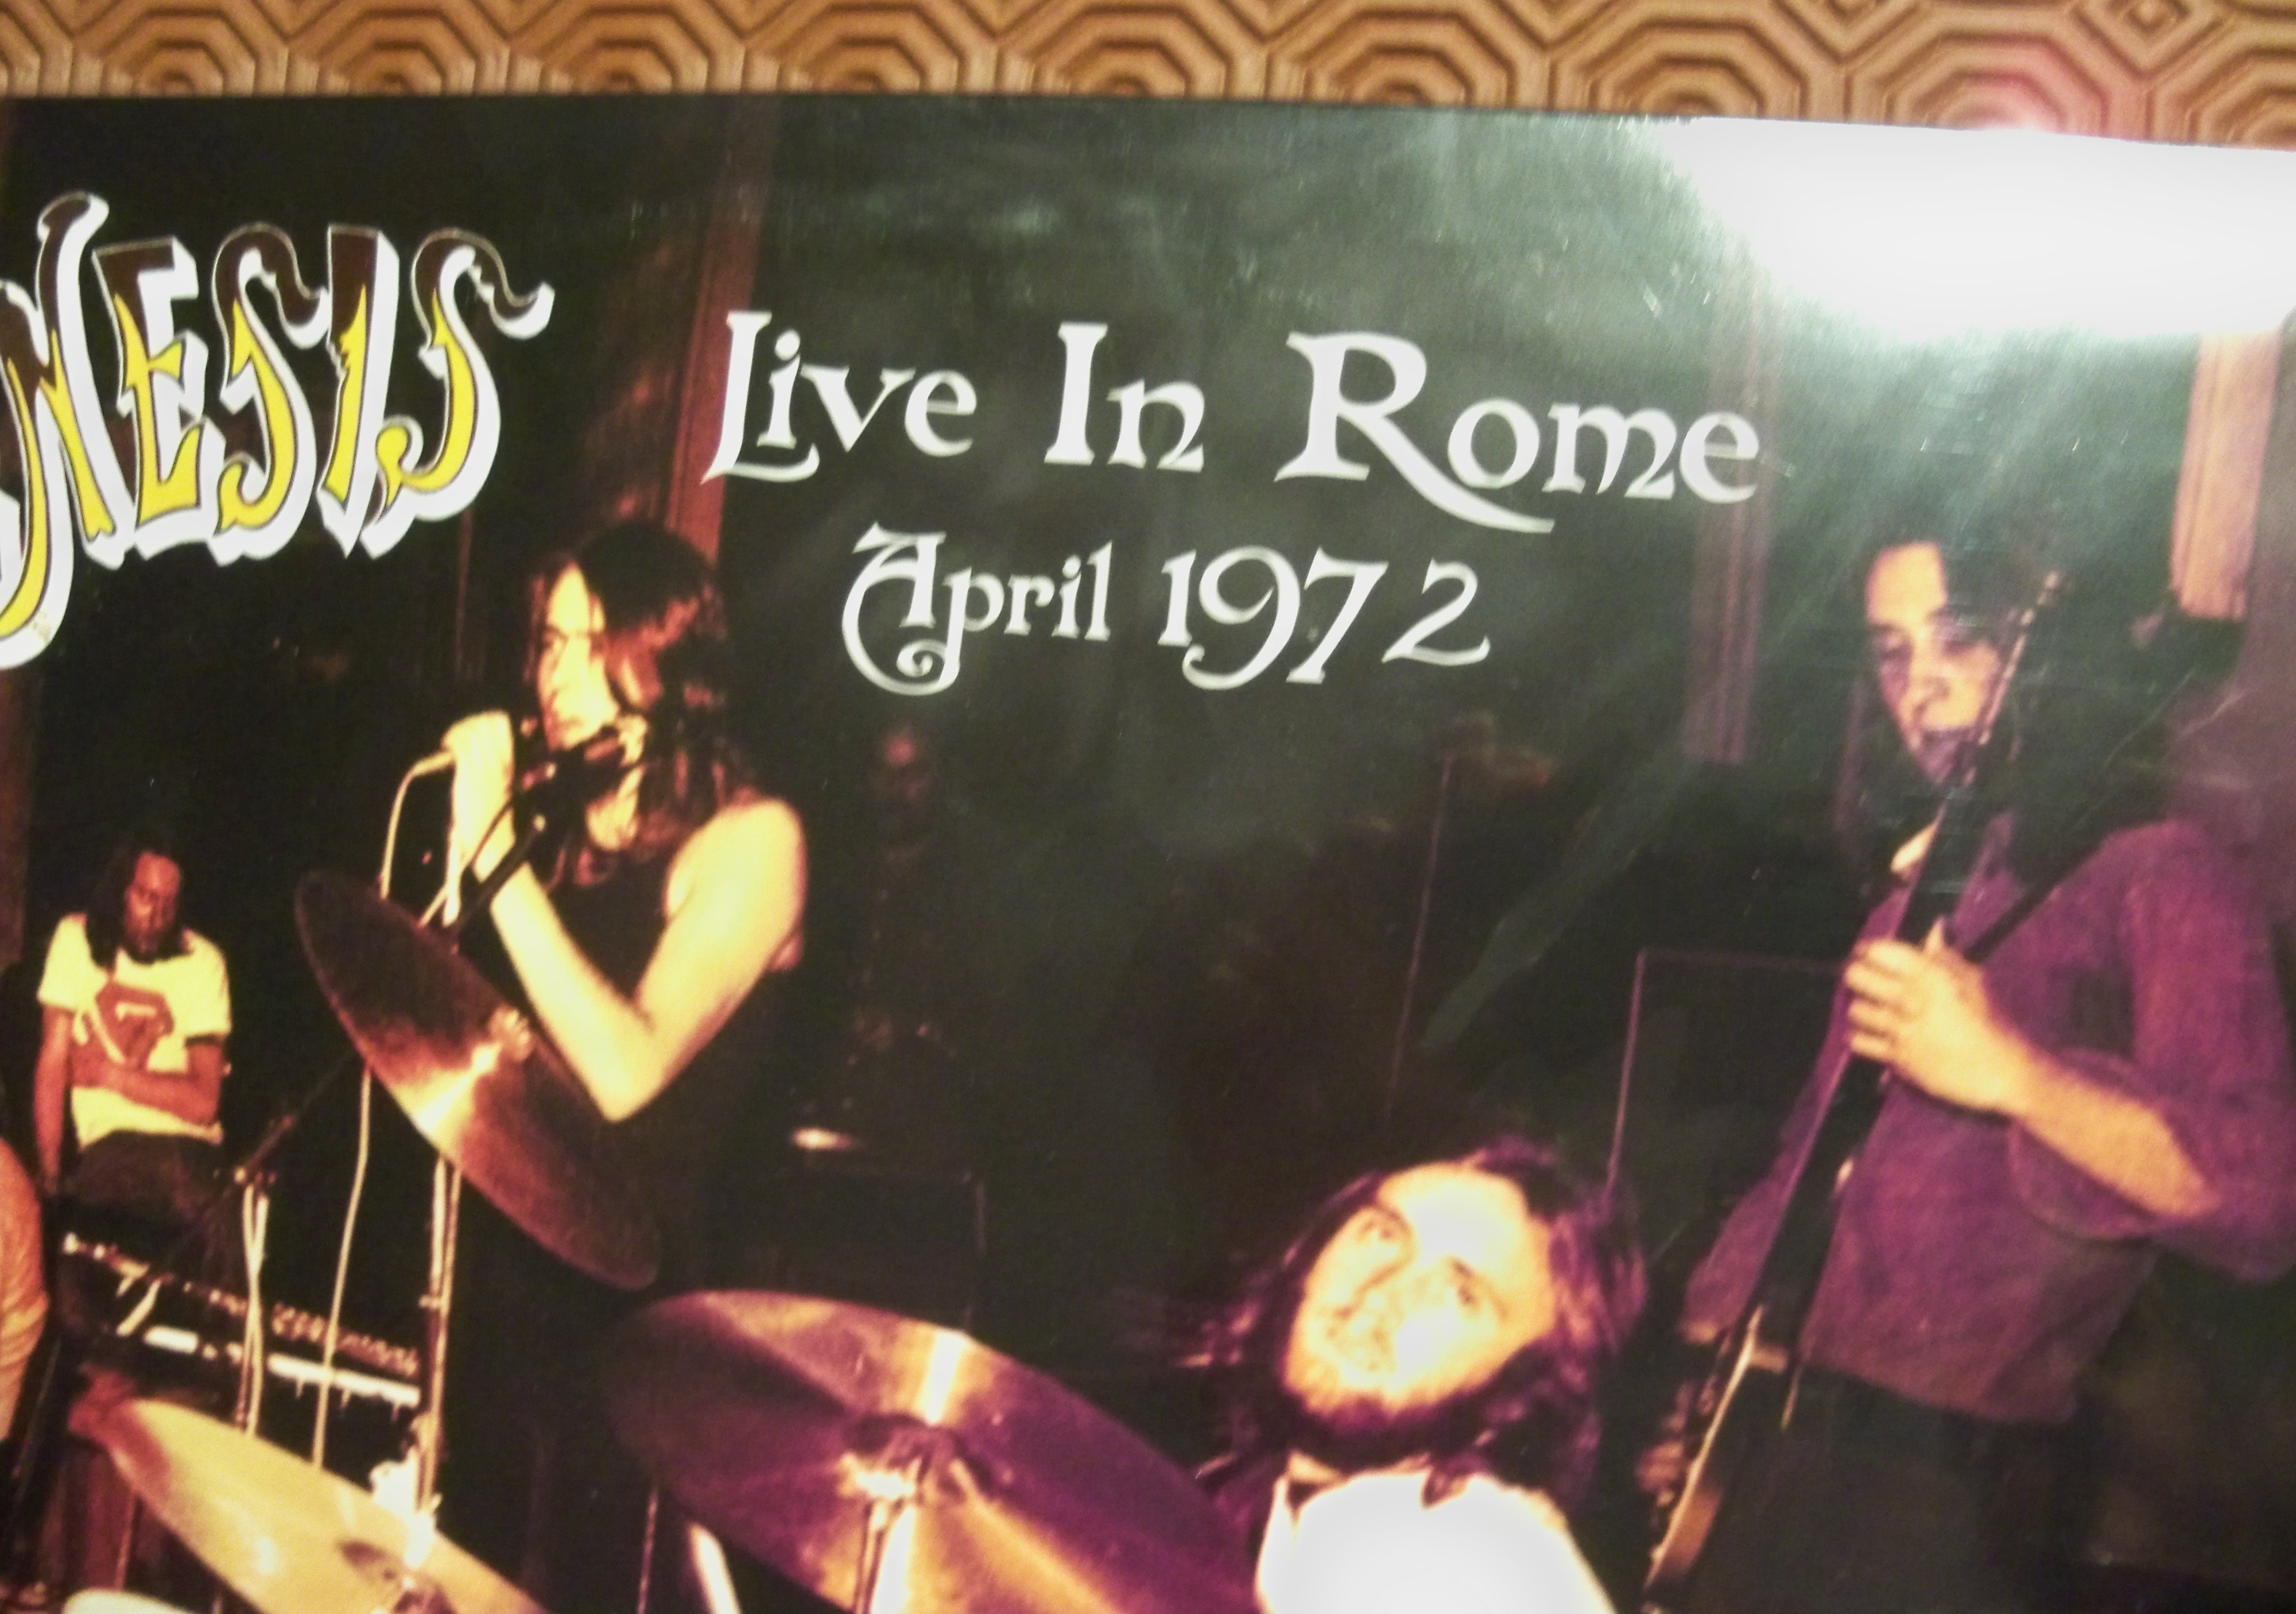 NESIS
Live In Rome
April 1972